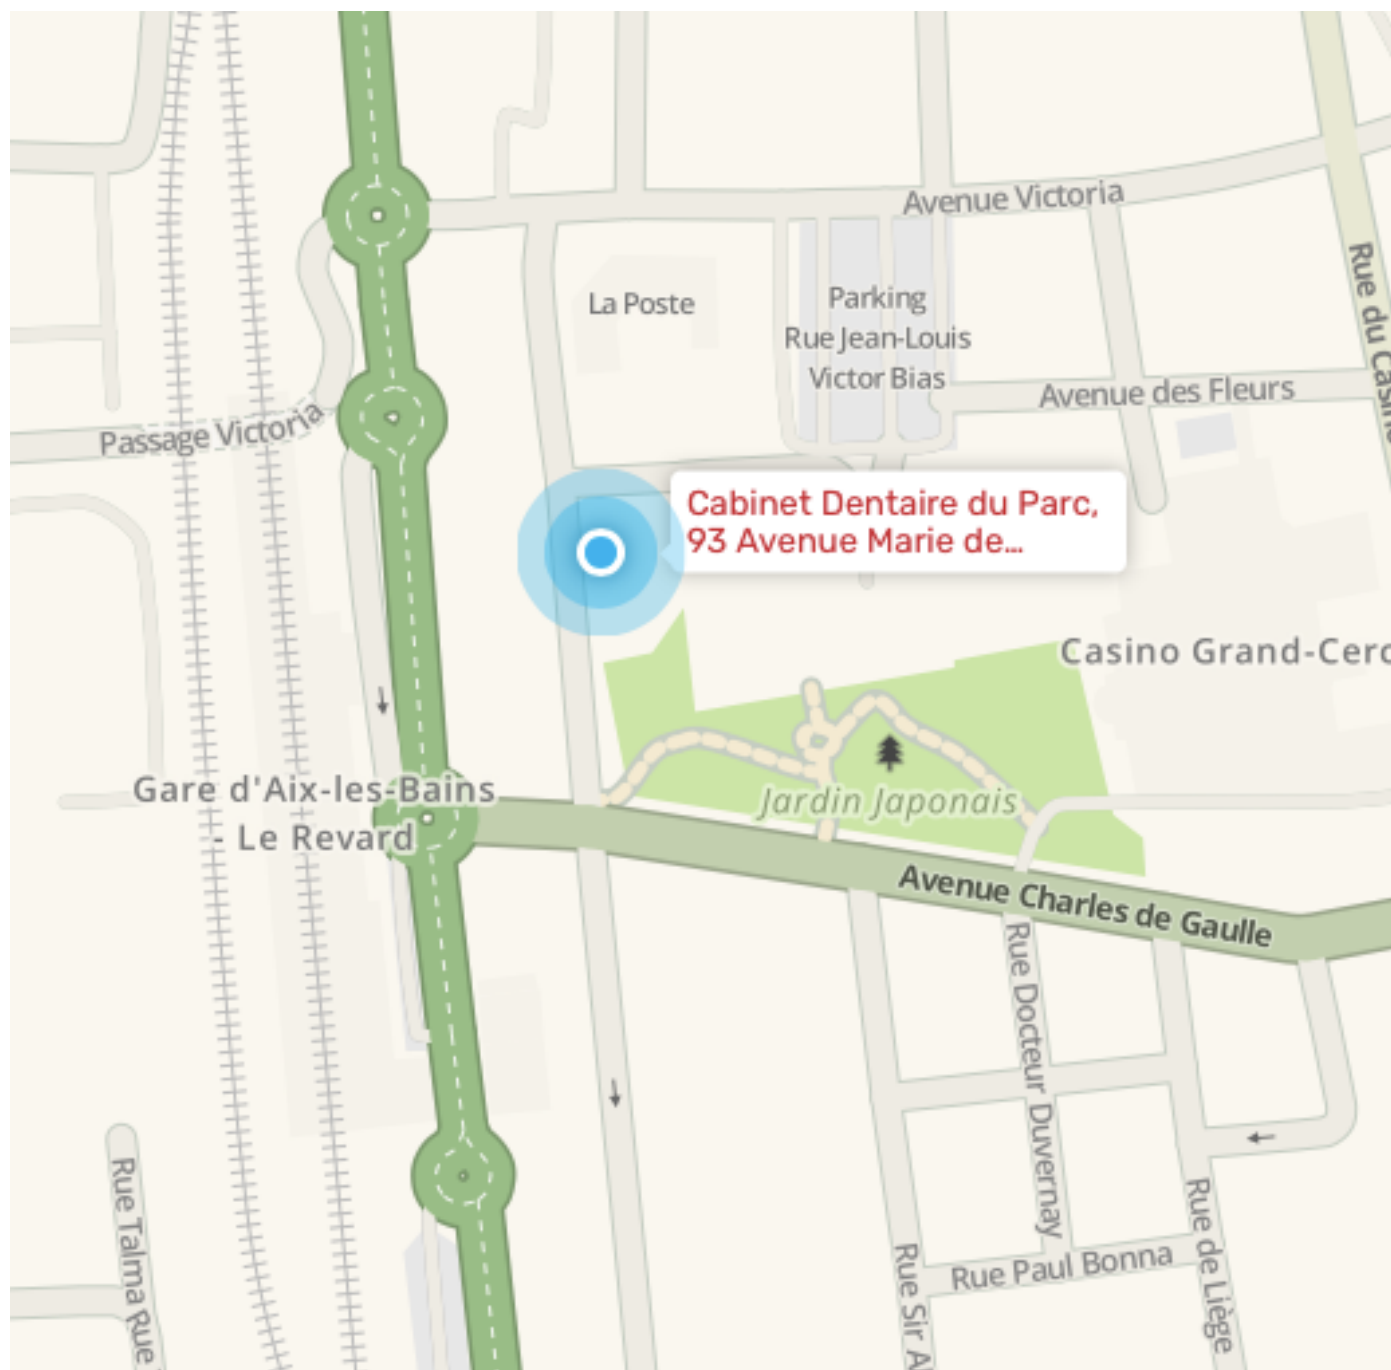 Avenue Victoria
La Poste
Parking
Rue Jean-Louis
Victor Bias
Rue du Casino
Avenue des Fleurs
Passage Victoria
Cabinet Dentaire du Parc,
93 Avenue Marie de...
Casino Grand-Cerc
Gare d'Aix-les-Bains
- Le Revard
Jardin Japonais
Avenue Charles de Gaulle
Rue Docteur Duvernay
Rue Talma
Rue
Rue Paul Bonna
Rue de Liège
Rue Sir A